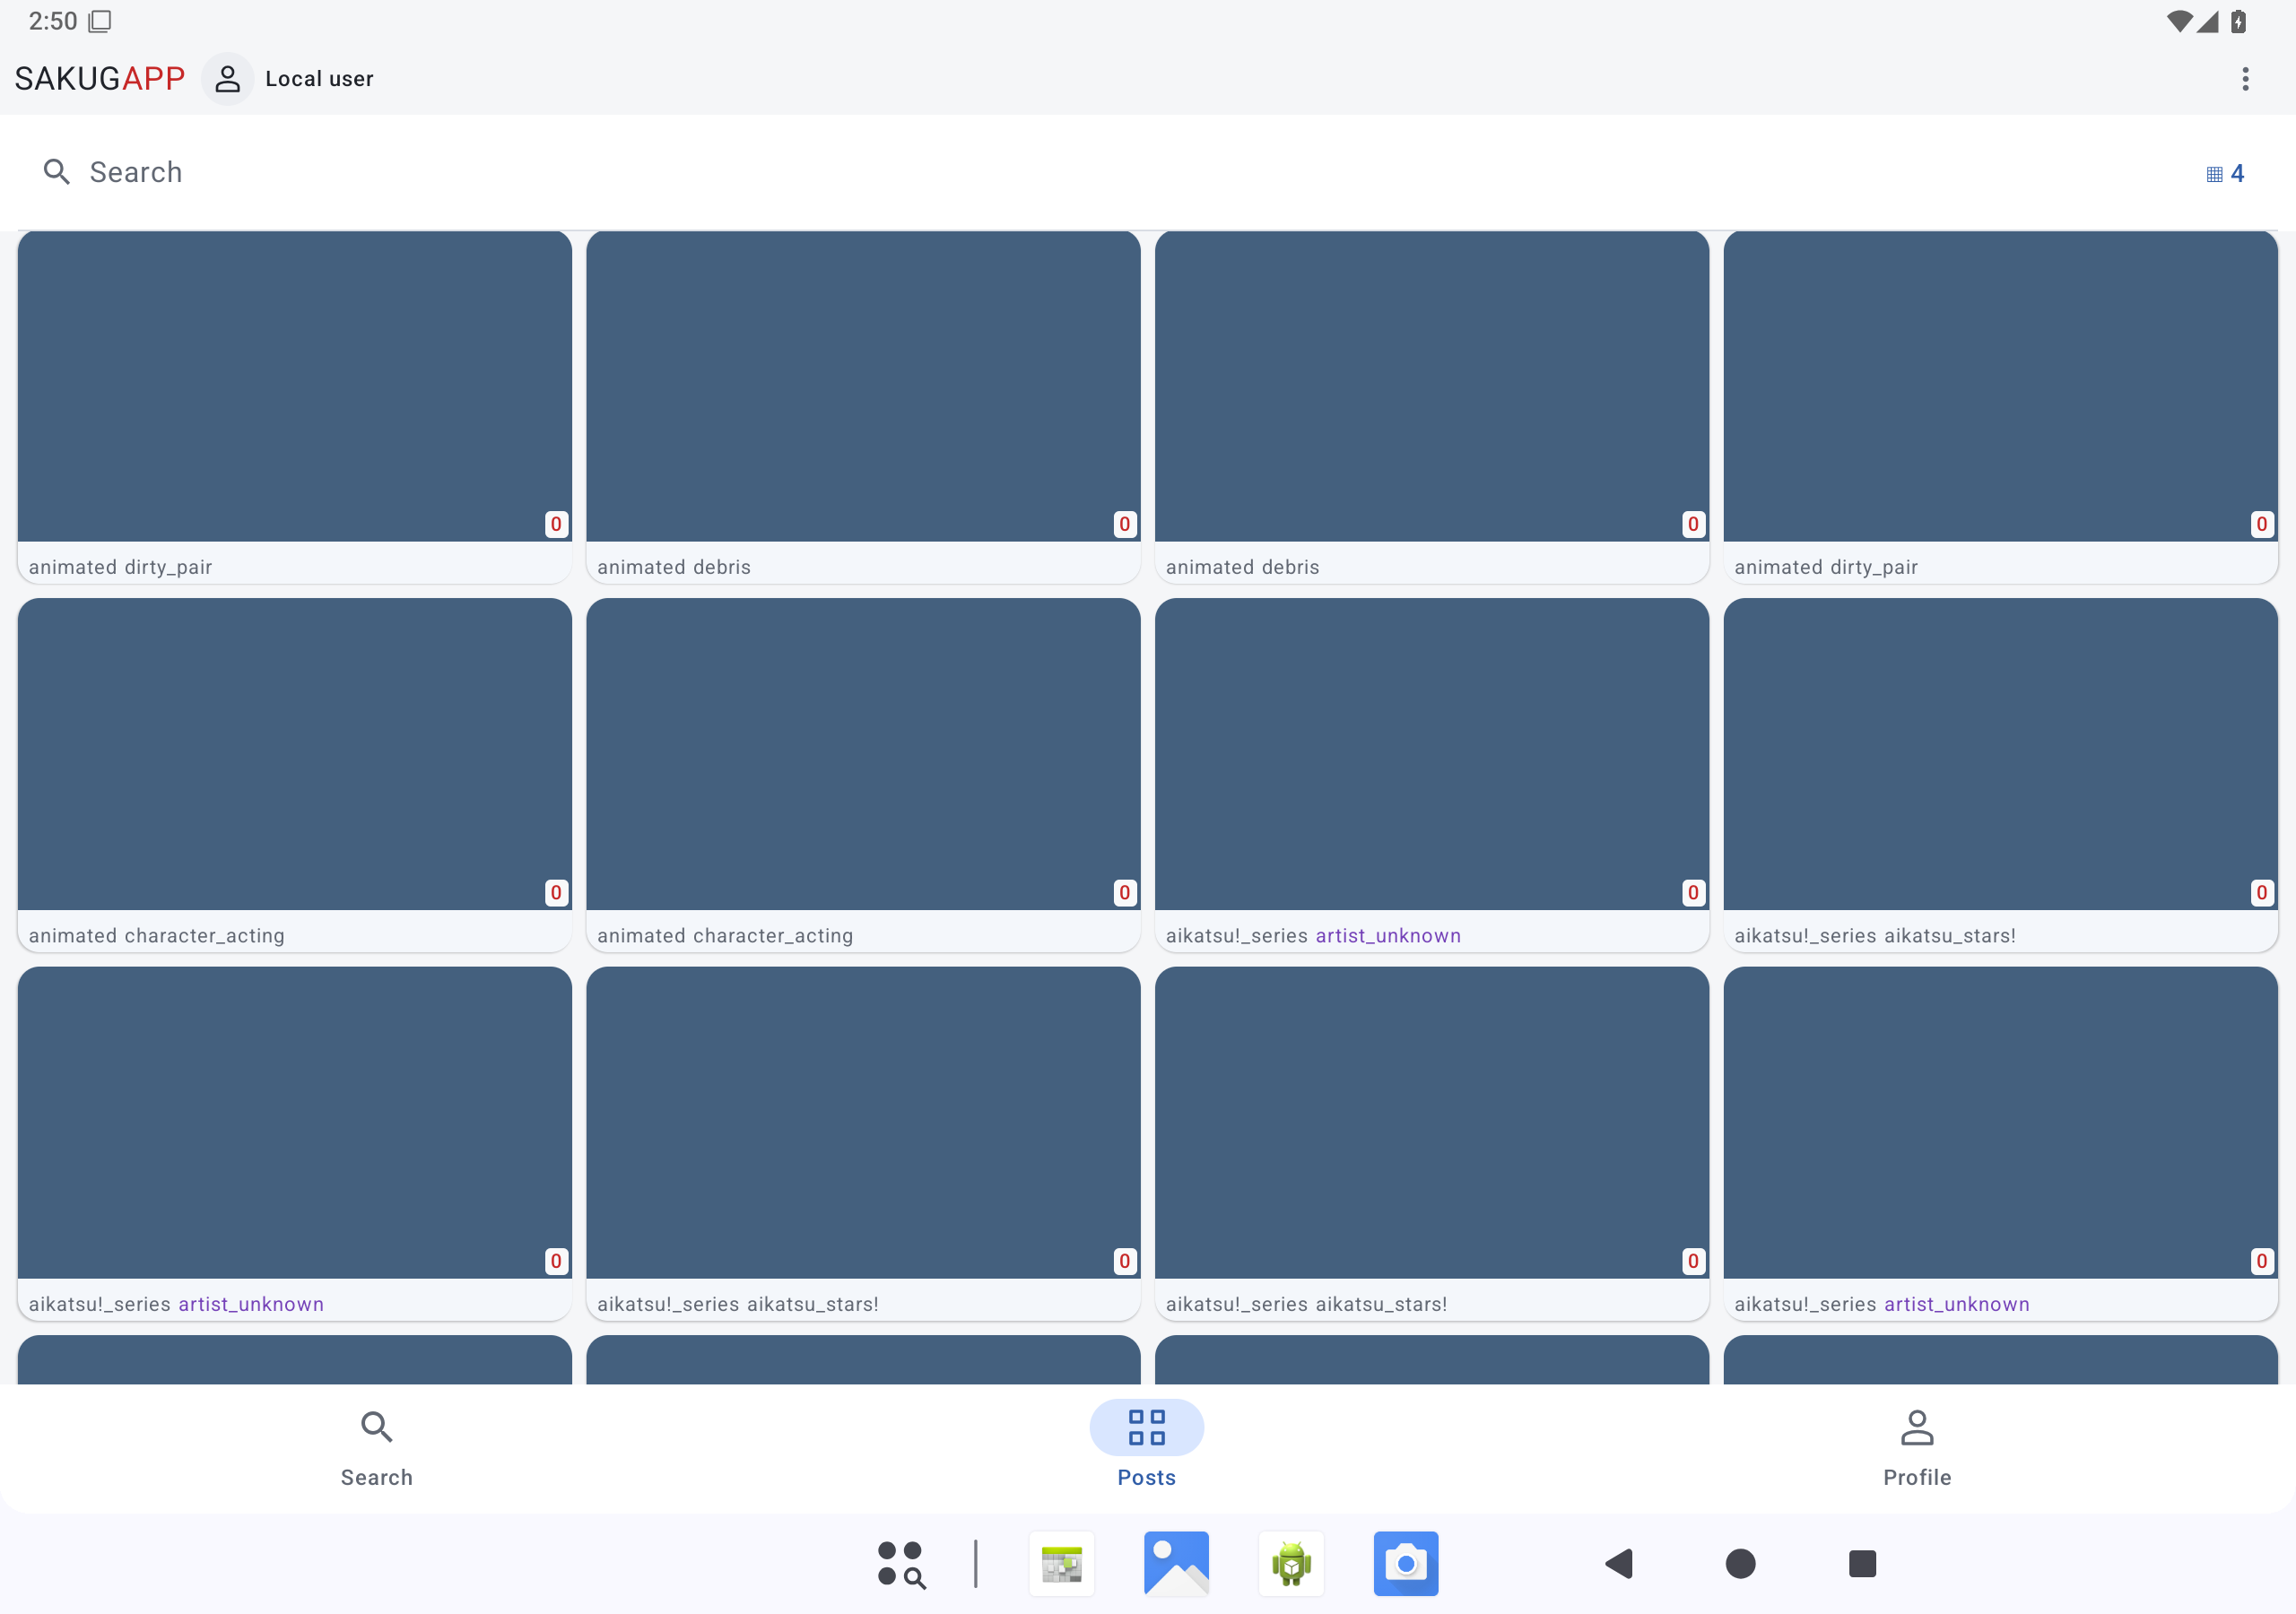 2:50
SAKUGAPP Local user
Search 4
0 0 0 0
animated dirty_pair animated debris animated debris animated dirty_pair
0 0 0 0
animated character_acting animated character_acting aikatsu!_series artist_unknown aikatsu!_series aikatsu_stars!
0 0 0 0
aikatsu!_series artist_unknown aikatsu!_series aikatsu_stars! aikatsu!_series aikatsu_stars! aikatsu!_series artist_unknown
Search Posts Profile